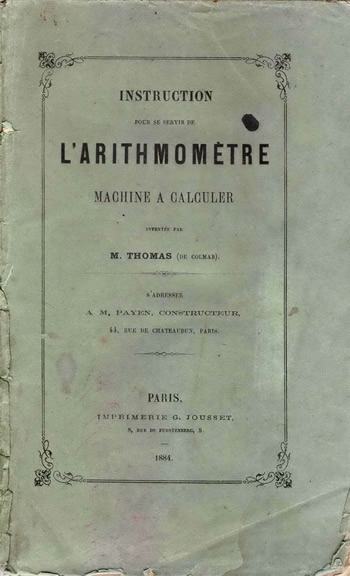 INSTRUCTION
POUR SE SERVIR DE
L'ARITHMOMÈTRE
MACHINE A CALCULER
INVENTÉE PAR
M. THOMAS (DE COLMAR).
S'ADRESSER
A M. PAYEN, CONSTRUCTEUR,
44, RUE DE CHATEAUDUN, PARIS.
PARIS,
IMPRIMERIE G. JOUSSET,
8, RUE DE FURSTENBERG, 8.
1884.